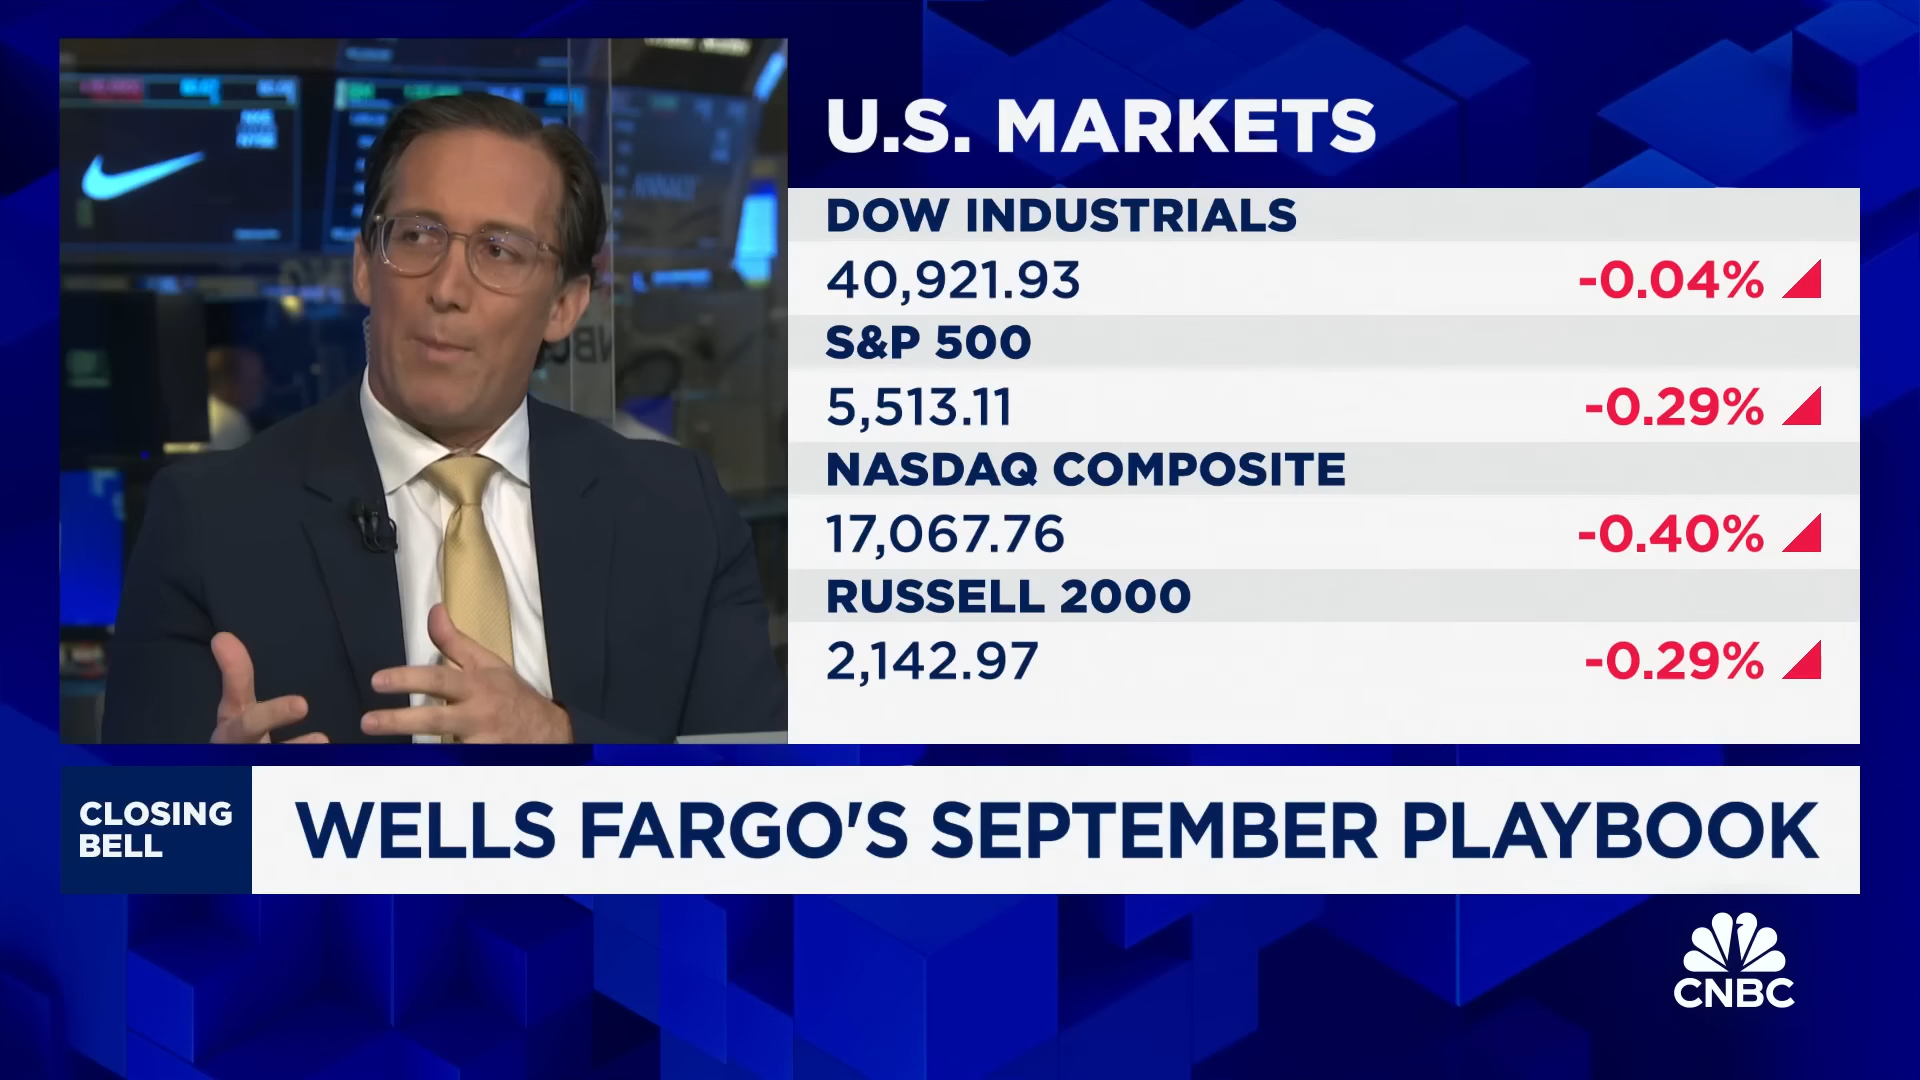 U.S. MARKETS
DOW INDUSTRIALS
40,921.93 -0.04%
S&P 500
5,513.11 -0.29%
NASDAQ COMPOSITE
17,067.76 -0.40%
RUSSELL 2000
2,142.97 -0.29%
CLOSING
BELL
WELLS FARGO'S SEPTEMBER PLAYBOOK
CNBC